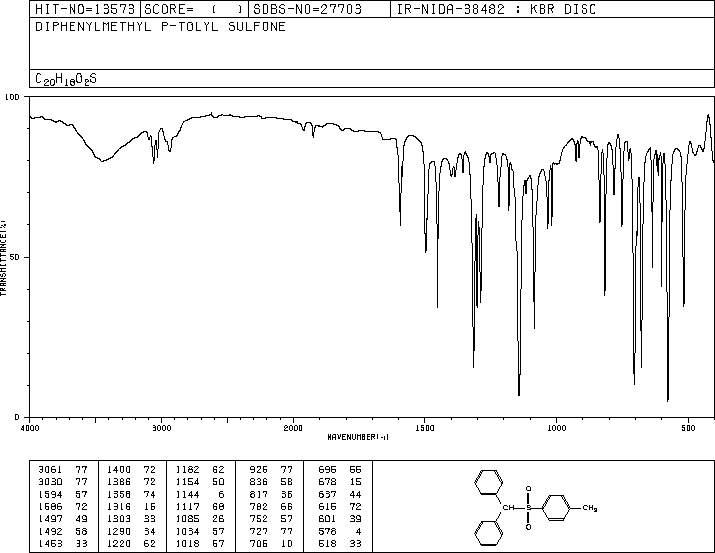 HIT-NO=13573 SCORE= ( ) SDBS-NO=27703 IR-NIDA-38482 : KBR DISC
DIPHENYLMETHYL P-TOLYL SULFONE
C20H18O2S
100
50
0
TRANSMITTANCE(%)
4000 3000 2000 1500 1000 500
WAVENUMBER(-1)
3061 77 1400 72 1182 62 925 77 695 55
3030 77 1386 72 1154 50 836 58 678 15
1594 57 1358 74 1144 6 817 36 637 44
1586 72 1316 15 1117 68 782 66 615 72
1497 49 1303 33 1085 26 752 57 601 39
1492 58 1290 34 1034 57 727 77 578 4
1453 33 1220 62 1018 57 706 10 518 33
O
CH S CH3
O